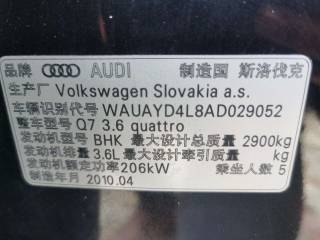 品牌 AUDI 制造国 斯洛伐克
生产厂 Volkswagen Slovakia a.s.
车辆识别代号 WAUAYD4L8AD029052
整车型号 Q7 3.6 quattro
发动机型号 BHK 最大设计总质量 2900kg
发动机排量 3.6L 最大设计牵引质量 kg
发动机最大净功率 206kW 乘坐人数 5
制造年月 2010.04